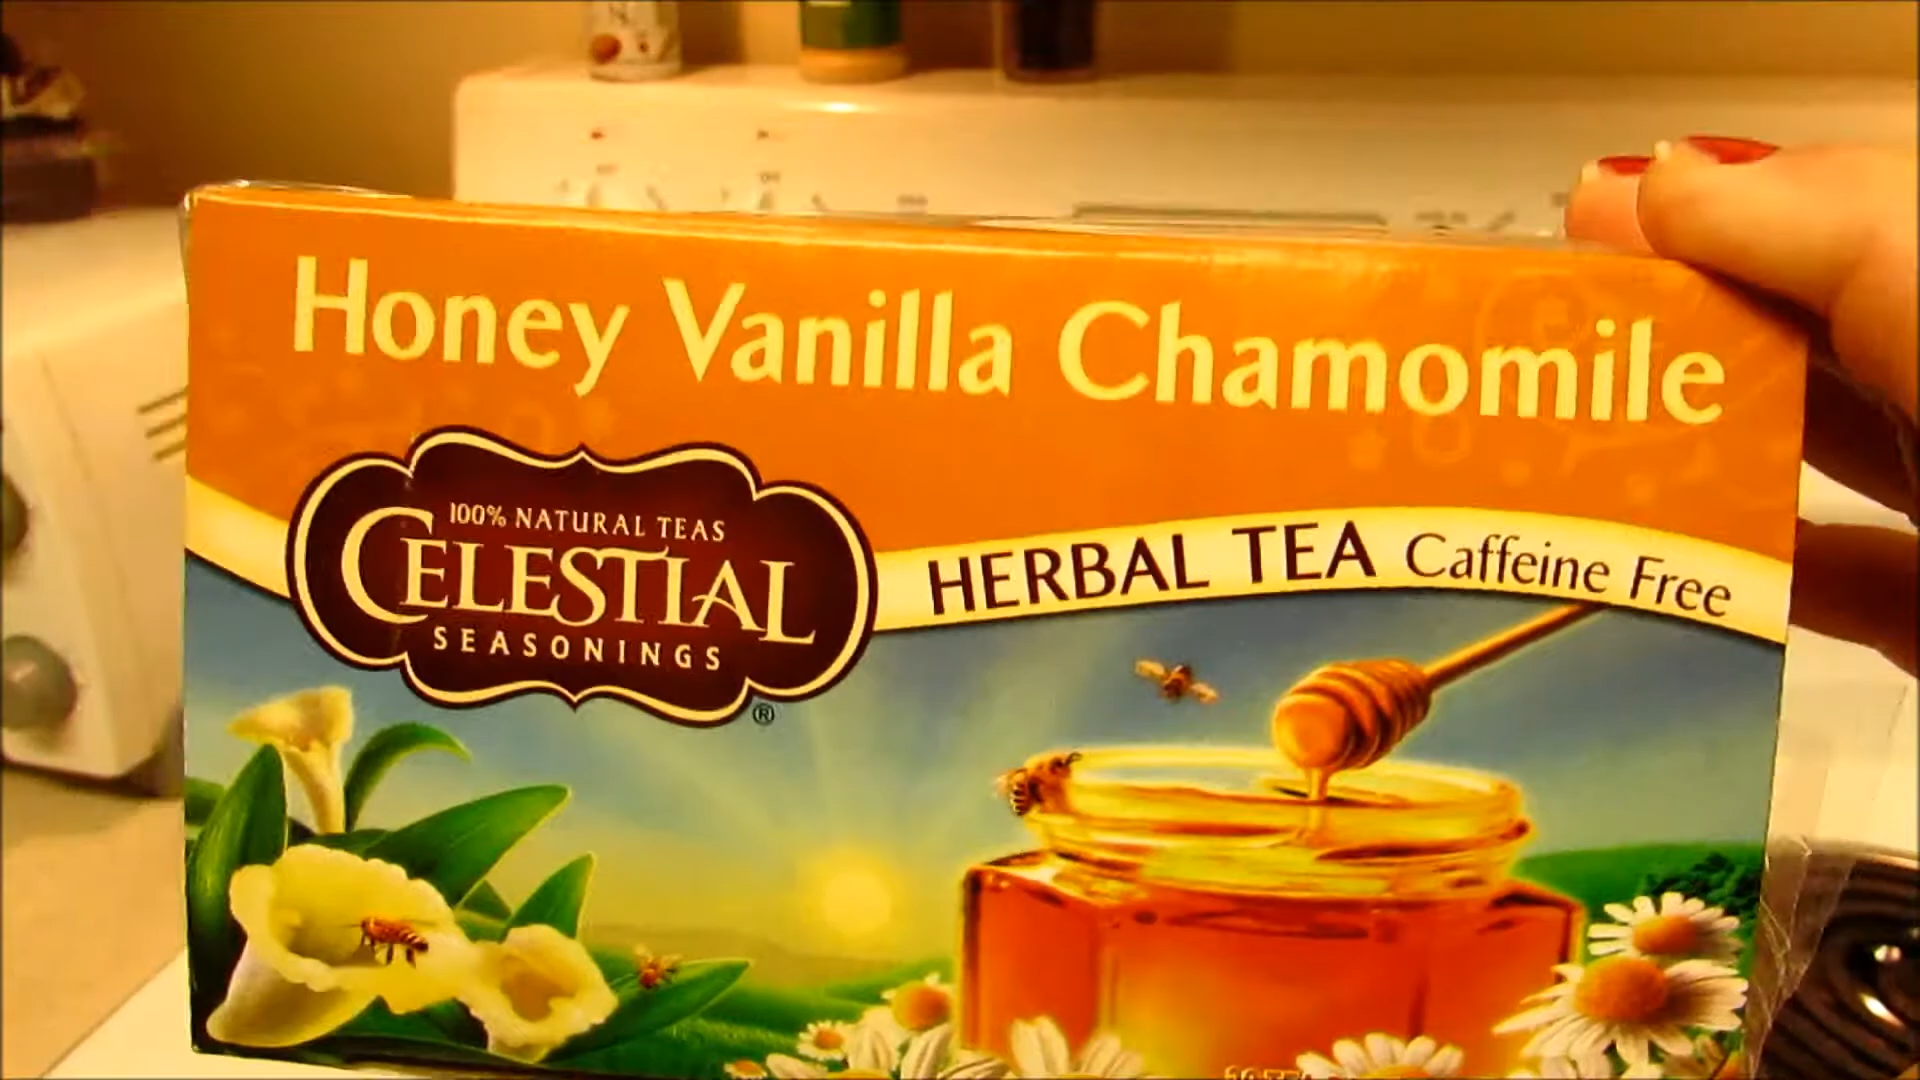 Honey Vanilla Chamomile
100% NATURAL TEAS
CELESTIAL
SEASONINGS
®
HERBAL TEA Caffeine Free